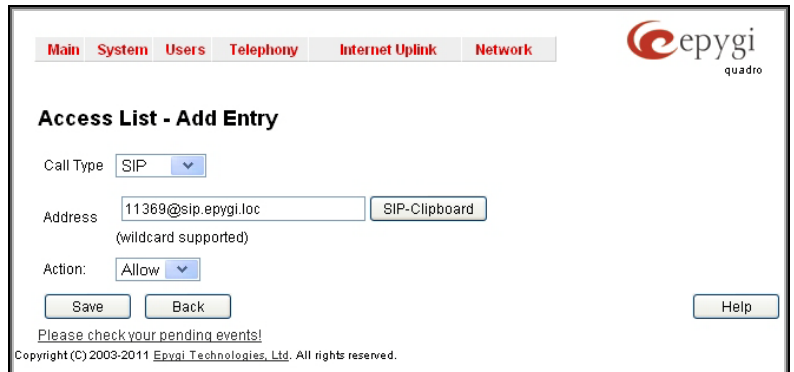 Main System Users Telephony Internet Uplink Network
epygi
quadro
Access List - Add Entry
Call Type SIP
Address 11369@sip.epygi.loc SIP-Clipboard
(wildcard supported)
Action: Allow
Save Back Help
Please check your pending events!
Copyright (C) 2003-2011 Epygi Technologies, Ltd. All rights reserved.